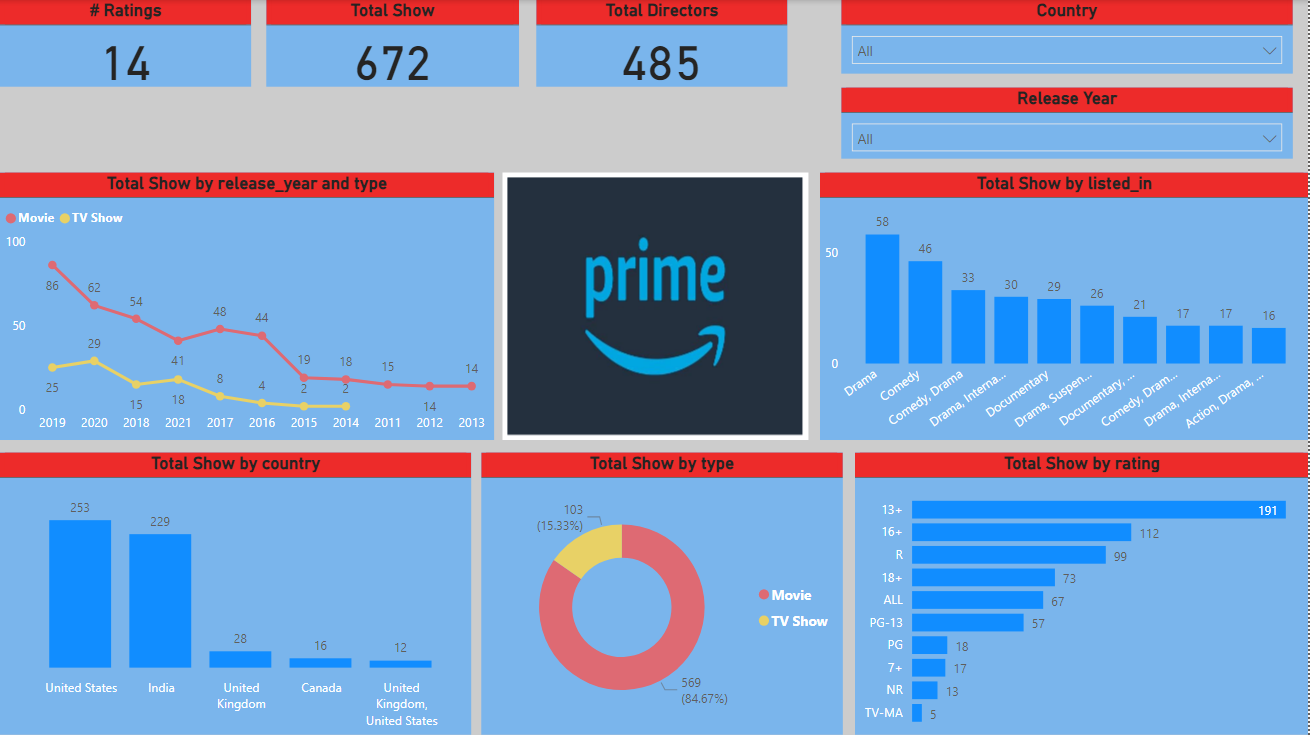 # Ratings
14
Total Show
672
Total Directors
485
Country
All
Release Year
All
Total Show by release_year and type
Movie TV Show
100
50
0
86
62
54
41
48
44
19
18
15
14
14
25
29
15
18
8
4
2
2
2019 2020 2018 2021 2017 2016 2015 2014 2011 2012 2013
prime
Total Show by listed_in
50
0
58
46
33
30
29
26
21
17
17
16
Drama
Comedy
Comedy, Drama
Drama, Interna...
Documentary
Drama, Suspen...
Documentary, ...
Comedy, Dram...
Drama, Interna...
Action, Drama, ...
Total Show by country
253
229
28
16
12
United States
India
United
Kingdom
Canada
United
Kingdom,
United States
Total Show by type
103
(15.33%)
569
(84.67%)
Movie
TV Show
Total Show by rating
13+ 191
16+ 112
R 99
18+ 73
ALL 67
PG-13 57
PG 18
7+ 17
NR 13
TV-MA 5